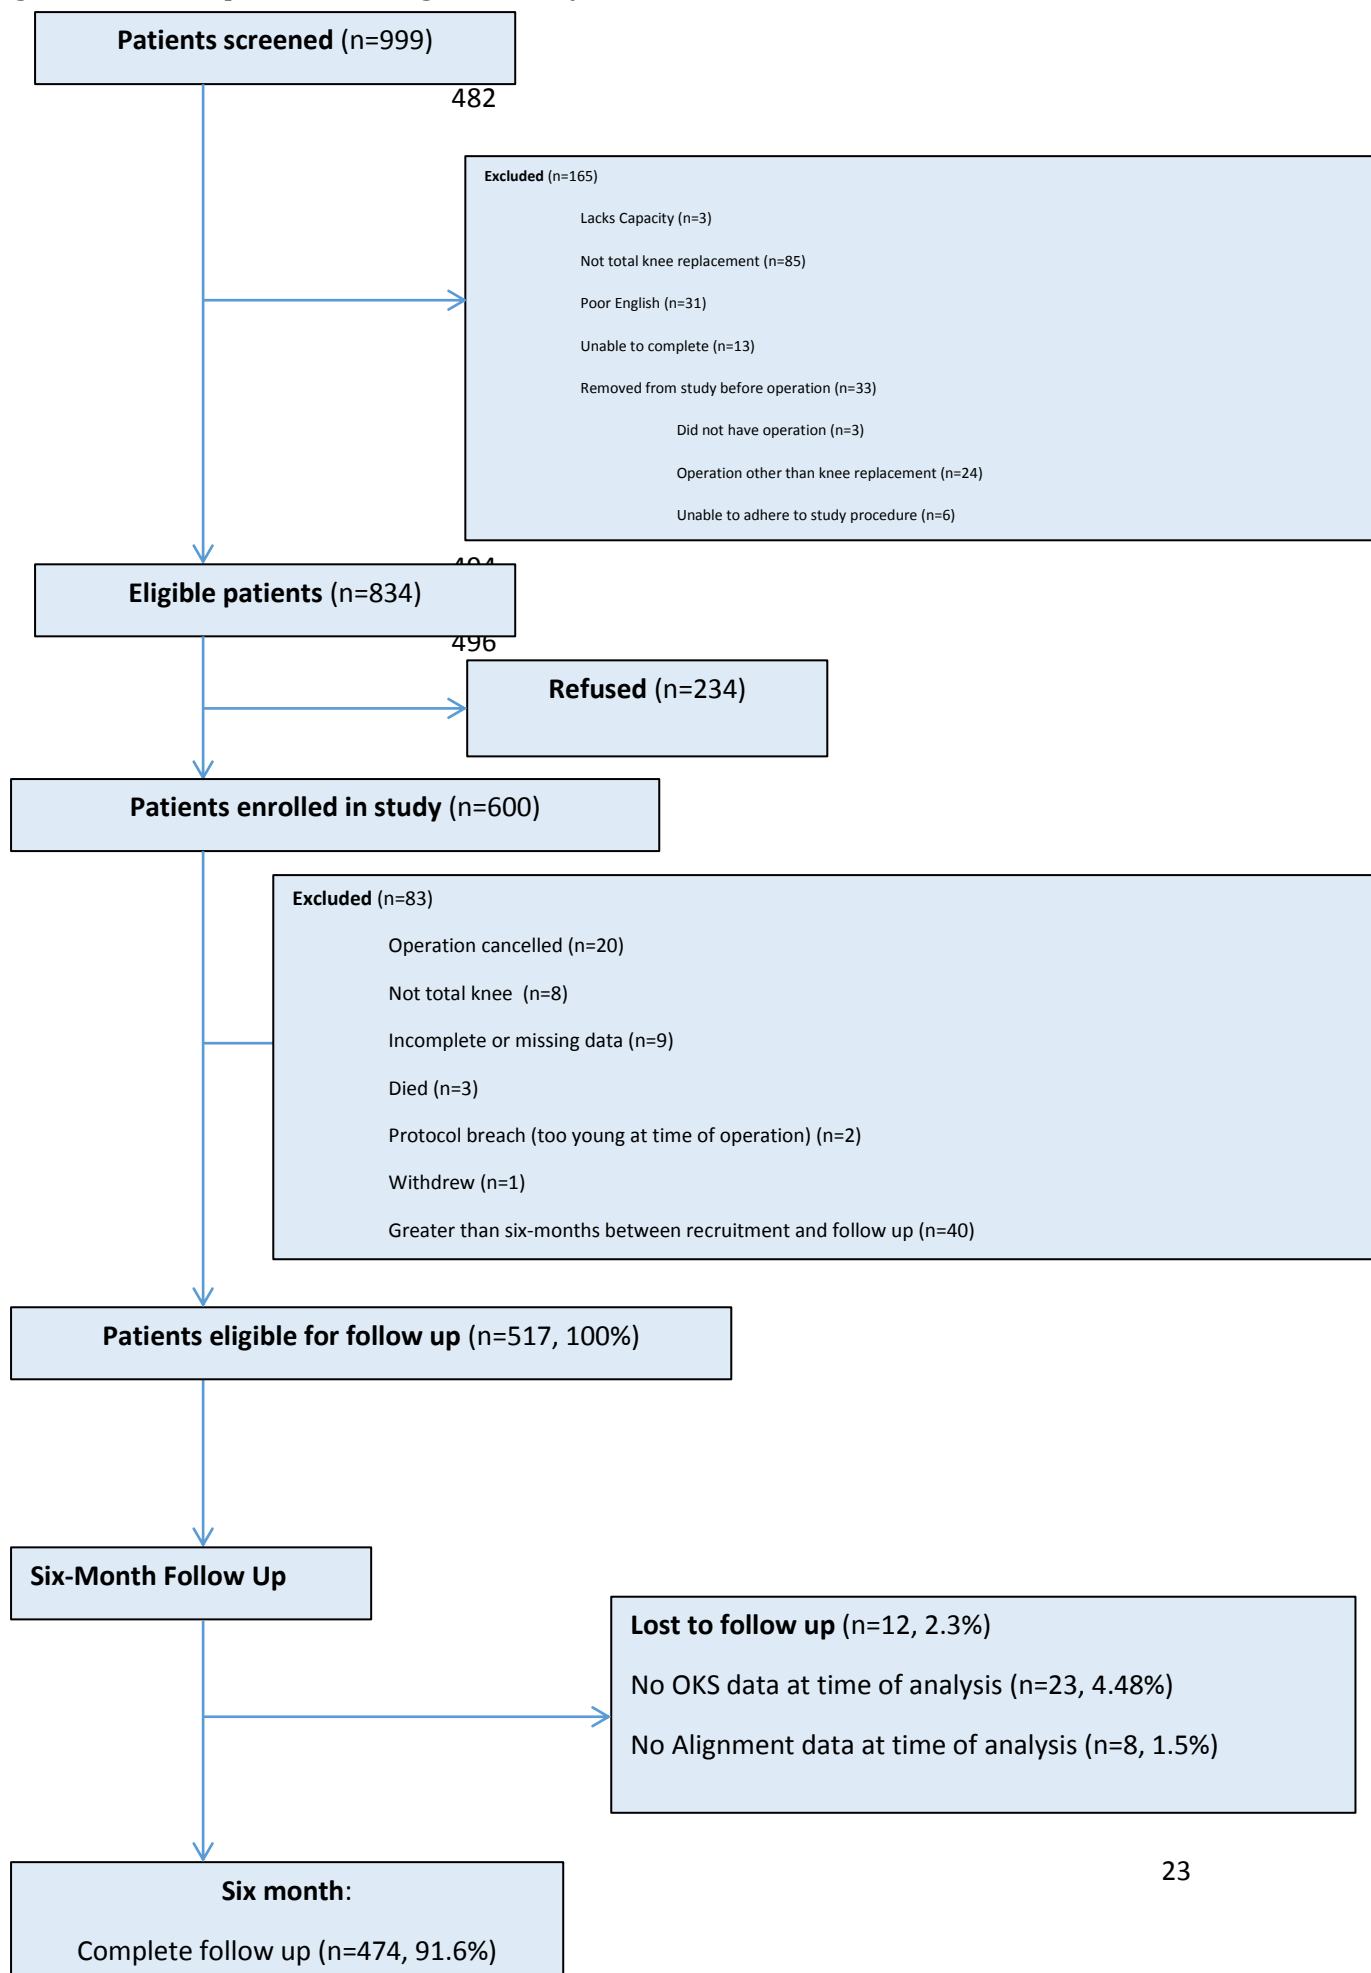 Patients screened (n=999)
482
Excluded (n=165)
Lacks Capacity (n=3)
Not total knee replacement (n=85)
Poor English (n=31)
Unable to complete (n=13)
Removed from study before operation (n=33)
Did not have operation (n=3)
Operation other than knee replacement (n=24)
Unable to adhere to study procedure (n=6)
Eligible patients (n=834)
496
Refused (n=234)
Patients enrolled in study (n=600)
Excluded (n=83)
Operation cancelled (n=20)
Not total knee (n=8)
Incomplete or missing data (n=9)
Died (n=3)
Protocol breach (too young at time of operation) (n=2)
Withdrew (n=1)
Greater than six-months between recruitment and follow up (n=40)
Patients eligible for follow up (n=517, 100%)
Six-Month Follow Up
Lost to follow up (n=12, 2.3%)
No OKS data at time of analysis (n=23, 4.48%)
No Alignment data at time of analysis (n=8, 1.5%)
23
Six month:
Complete follow up (n=474, 91.6%)